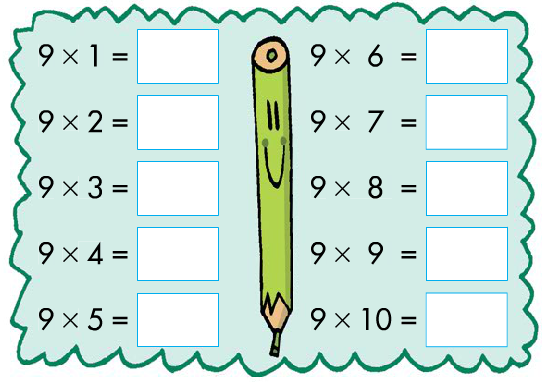 9 × 1 =
9 × 2 =
9 × 3 =
9 × 4 =
9 × 5 =
9 × 6 =
9 × 7 =
9 × 8 =
9 × 9 =
9 × 10 =